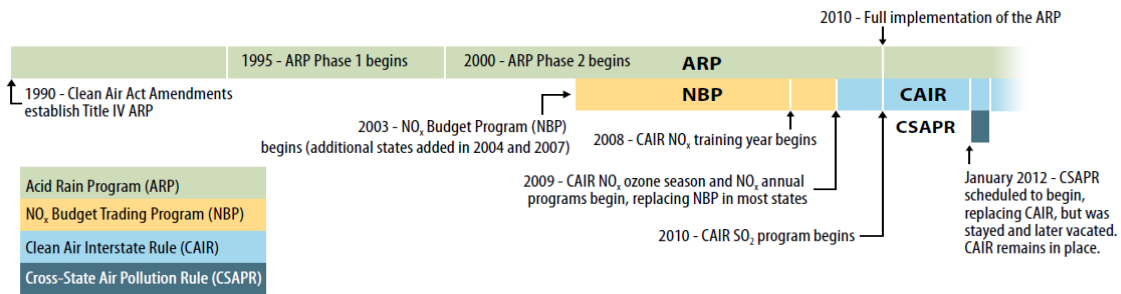 2010 - Full implementation of the ARP
1995 - ARP Phase 1 begins
2000 - ARP Phase 2 begins
ARP
1990 - Clean Air Act Amendments
establish Title IV ARP
NBP
CAIR
CSAPR
2003 - NOₓ Budget Program (NBP)
begins (additional states added in 2004 and 2007)
2008 - CAIR NOₓ training year begins
2009 - CAIR NOₓ ozone season and NOₓ annual
programs begin, replacing NBP in most states
2010 - CAIR SO₂ program begins
January 2012 - CSAPR
scheduled to begin,
replacing CAIR, but was
stayed and later vacated.
CAIR remains in place.
Acid Rain Program (ARP)
NOₓ Budget Trading Program (NBP)
Clean Air Interstate Rule (CAIR)
Cross-State Air Pollution Rule (CSAPR)